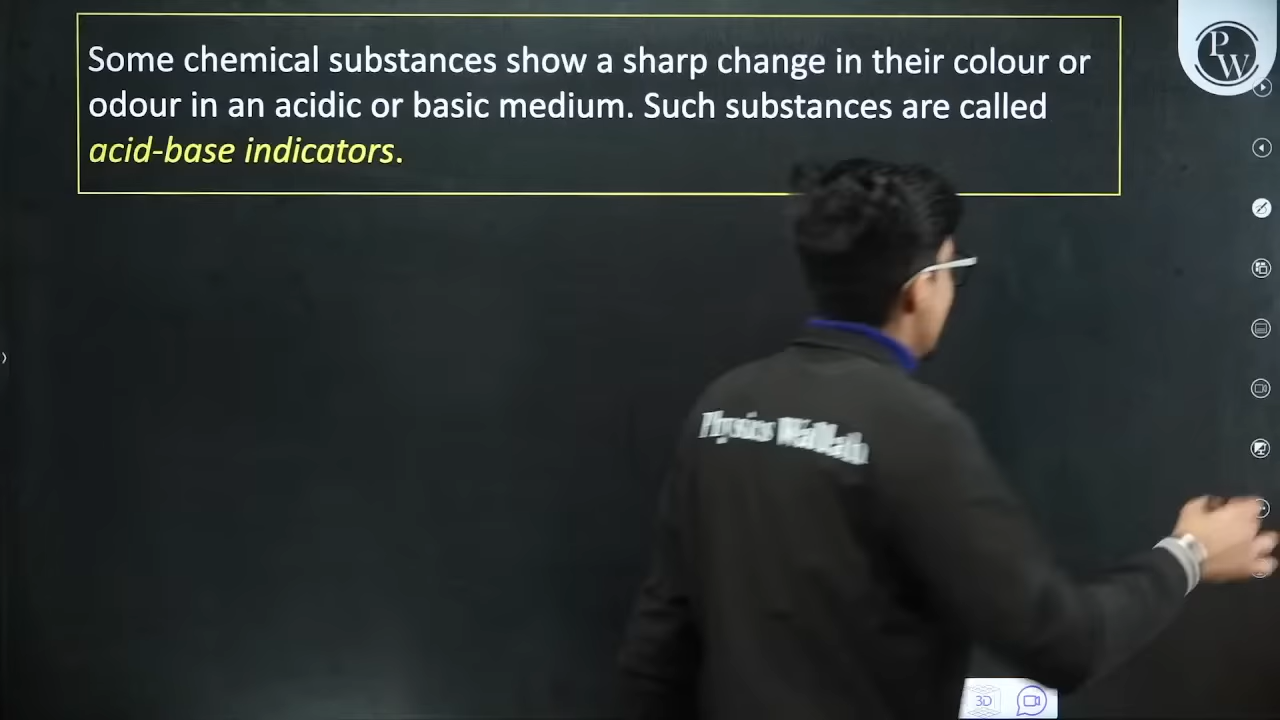 Some chemical substances show a sharp change in their colour or
odour in an acidic or basic medium. Such substances are called
acid-base indicators.
PW
Physics Wallah
3D